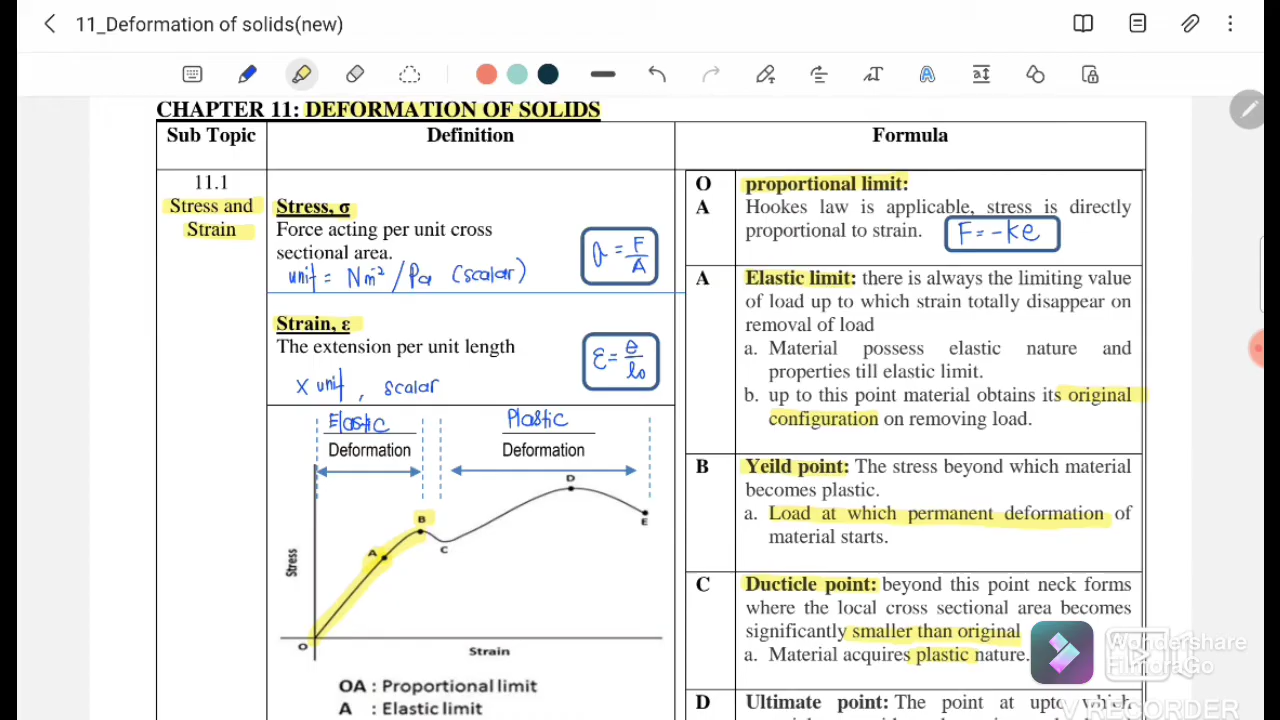 11_Deformation of solids(new)
CHAPTER 11: DEFORMATION OF SOLIDS
Sub Topic
Definition
Formula
11.1
Stress and
Strain
Stress, σ
Force acting per unit cross
sectional area.
unit = Nm⁻² / Pa (scalar)
σ = F/A
Strain, ε
The extension per unit length
x unit, scalar
ε = e/l₀
Elastic
Deformation
Plastic
Deformation
Stress
A
B
C
D
E
O
Strain
OA : Proportional limit
A : Elastic limit
O
A
proportional limit:
Hookes law is applicable, stress is directly
proportional to strain.
F = -ke
A
Elastic limit: there is always the limiting value
of load up to which strain totally disappear on
removal of load
a. Material possess elastic nature and
properties till elastic limit.
b. up to this point material obtains its original
configuration on removing load.
B
Yeild point: The stress beyond which material
becomes plastic.
a. Load at which permanent deformation of
material starts.
C
Ducticle point: beyond this point neck forms
where the local cross sectional area becomes
significantly smaller than original
a. Material acquires plastic nature.
D
Ultimate point: The point at upto which
Wondershare
FilmoraGo
V RECORDER